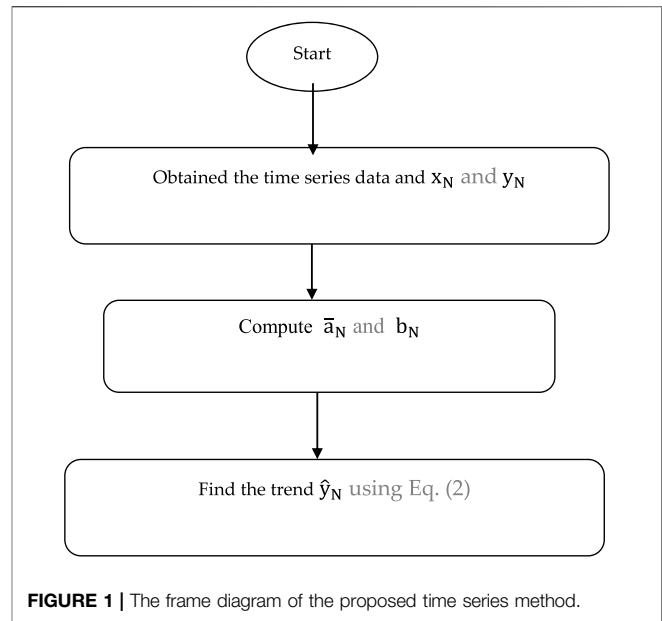 Start
Obtained the time series data and x_N and y_N
Compute a̅_N and b_N
Find the trend ŷ_N using Eq. (2)
FIGURE 1 | The frame diagram of the proposed time series method.